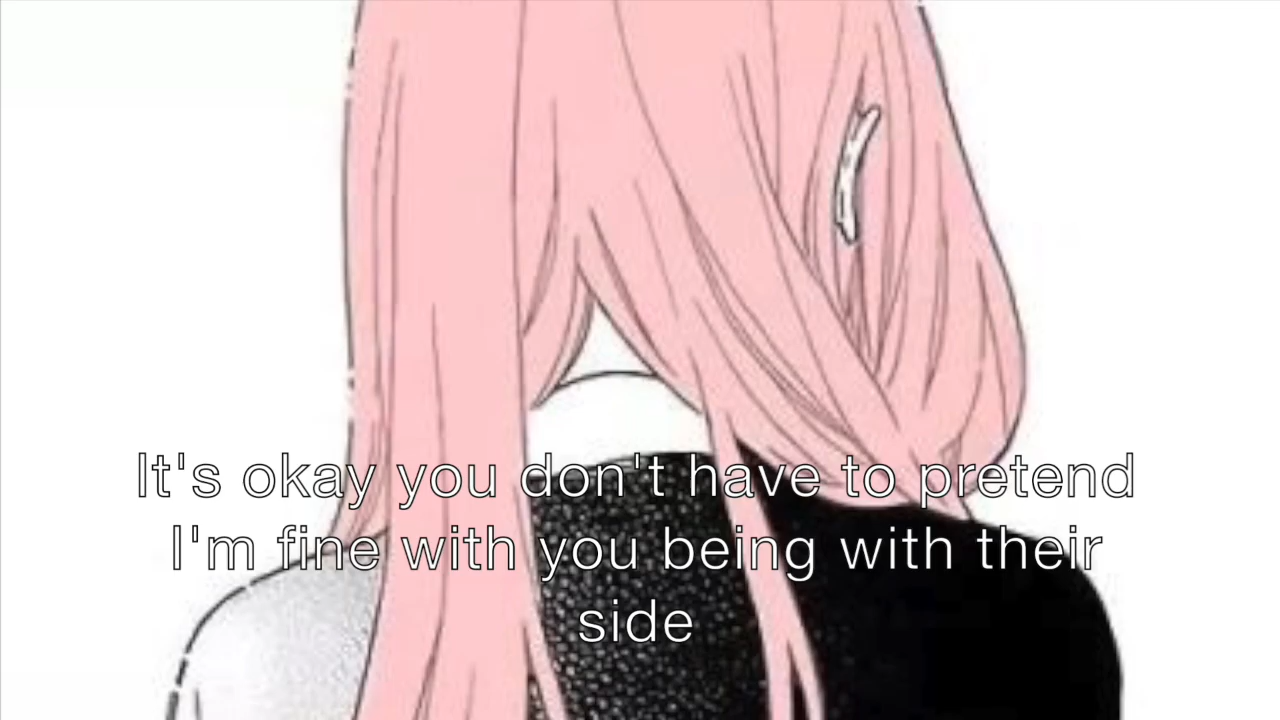 It's okay you don't have to pretend
I'm fine with you being with their
side